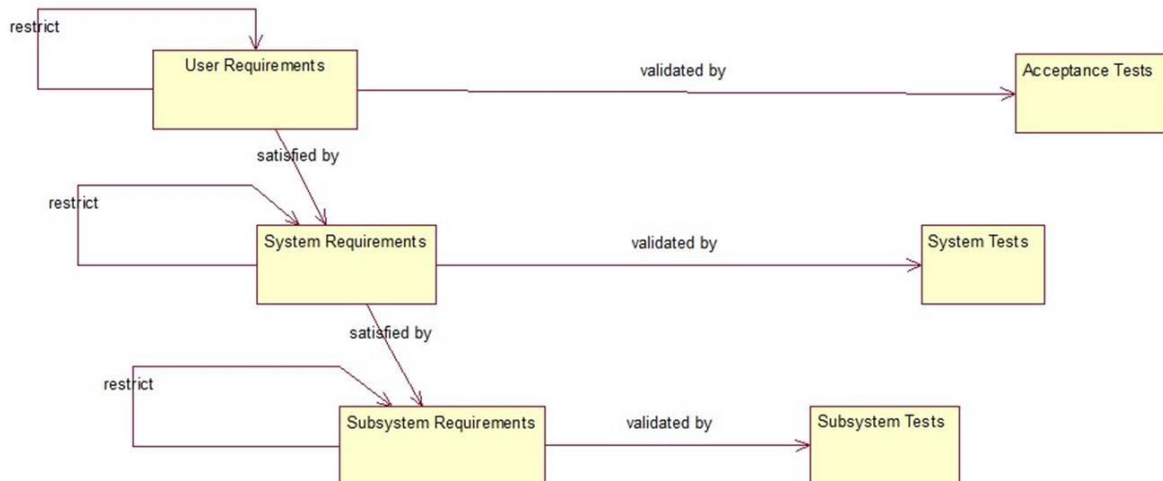 restrict
User Requirements
validated by
Acceptance Tests
satisfied by
restrict
System Requirements
validated by
System Tests
satisfied by
restrict
Subsystem Requirements
validated by
Subsystem Tests